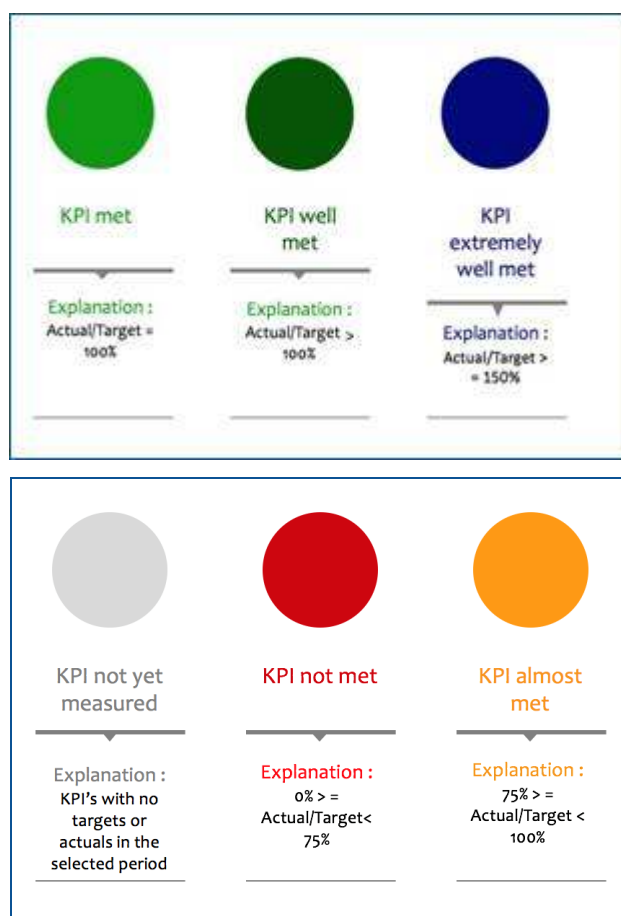 KPI met
Explanation :
Actual/Target =
100%
KPI well
met
Explanation :
Actual/Target >
100%
KPI
extremely
well met
Explanation :
Actual/Target >
= 150%
KPI not yet
measured
Explanation :
KPI's with no
targets or
actuals in the
selected period
KPI not met
Explanation :
0% > =
Actual/Target<
75%
KPI almost
met
Explanation :
75% > =
Actual/Target <
100%